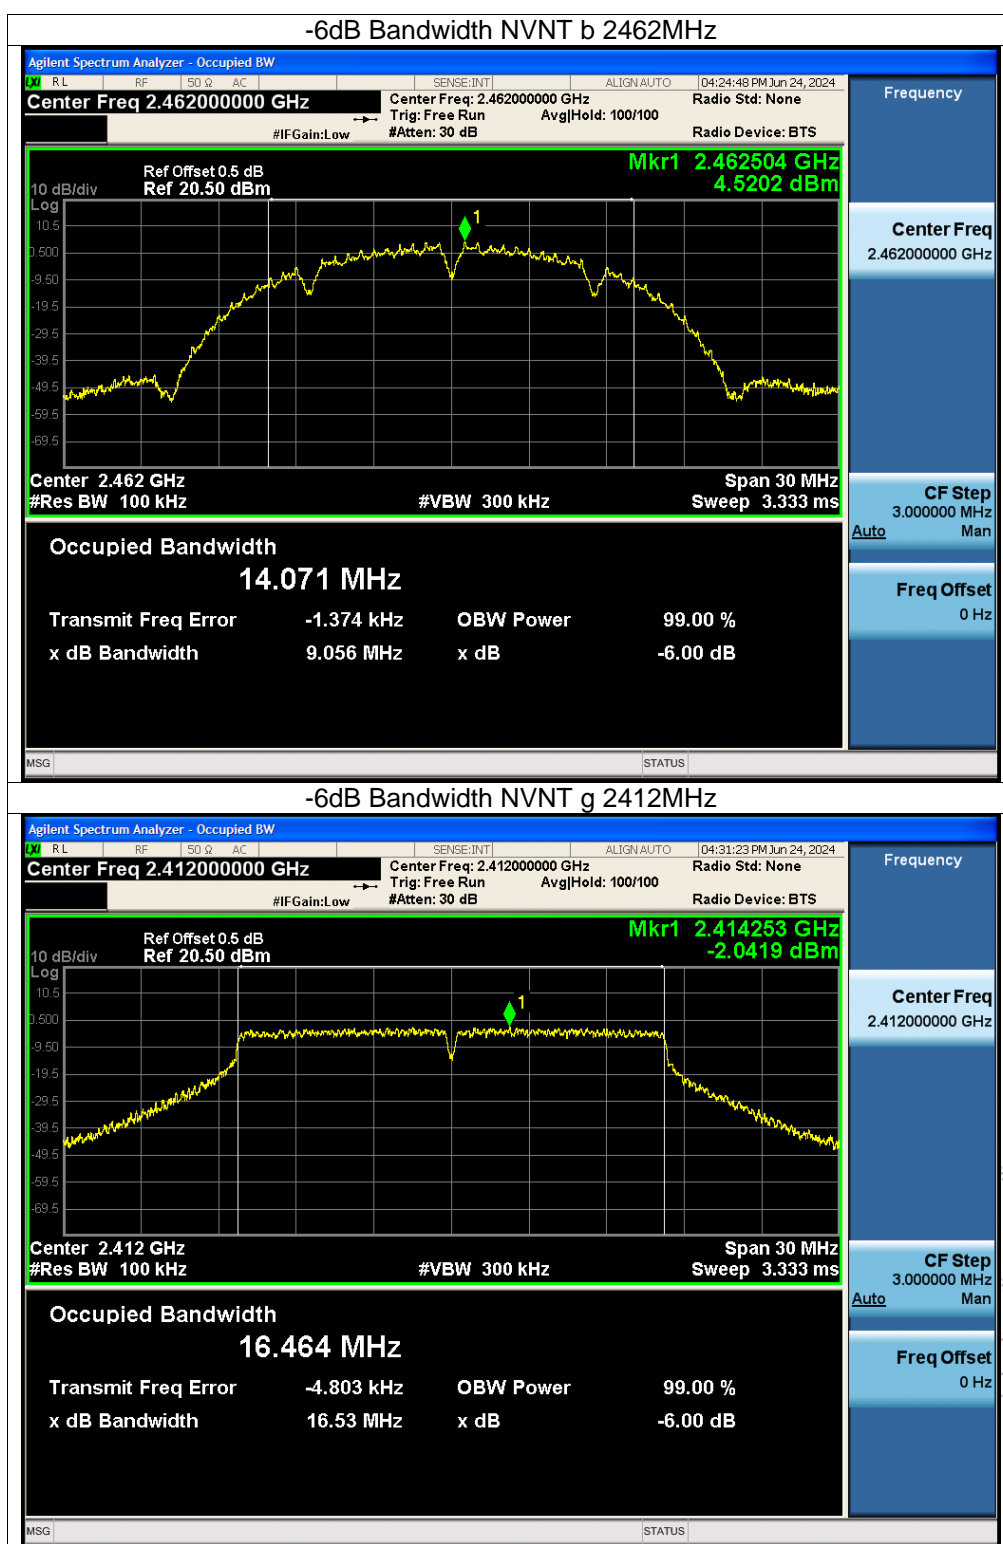 -6dB Bandwidth NVNT b 2462MHz
Agilent Spectrum Analyzer - Occupied BW
LXI RL RF 50 Ω AC SENSE:INT ALIGN AUTO 04:24:48 PM Jun 24, 2024
Center Freq 2.462000000 GHz Center Freq: 2.462000000 GHz Radio Std: None Frequency
Trig: Free Run Avg|Hold: 100/100
#IFGain:Low #Atten: 30 dB Radio Device: BTS
Mkr1 2.462504 GHz
4.5202 dBm
Ref Offset 0.5 dB
10 dB/div Ref 20.50 dBm
Log
10.5
0.500
-9.50
-19.5
-29.5
-39.5
-49.5
-59.5
-69.5
1
Center Freq
2.462000000 GHz
Center 2.462 GHz Span 30 MHz
#Res BW 100 kHz #VBW 300 kHz Sweep 3.333 ms
CF Step
3.000000 MHz
Auto Man
Occupied Bandwidth
14.071 MHz
Freq Offset
0 Hz
Transmit Freq Error -1.374 kHz OBW Power 99.00 %
x dB Bandwidth 9.056 MHz x dB -6.00 dB
MSG STATUS
-6dB Bandwidth NVNT g 2412MHz
Agilent Spectrum Analyzer - Occupied BW
LXI RL RF 50 Ω AC SENSE:INT ALIGN AUTO 04:31:23 PM Jun 24, 2024
Center Freq 2.412000000 GHz Center Freq: 2.412000000 GHz Radio Std: None Frequency
Trig: Free Run Avg|Hold: 100/100
#IFGain:Low #Atten: 30 dB Radio Device: BTS
Mkr1 2.414253 GHz
-2.0419 dBm
Ref Offset 0.5 dB
10 dB/div Ref 20.50 dBm
Log
10.5
0.500
-9.50
-19.5
-29.5
-39.5
-49.5
-59.5
-69.5
1
Center Freq
2.412000000 GHz
Center 2.412 GHz Span 30 MHz
#Res BW 100 kHz #VBW 300 kHz Sweep 3.333 ms
CF Step
3.000000 MHz
Auto Man
Occupied Bandwidth
16.464 MHz
Freq Offset
0 Hz
Transmit Freq Error -4.803 kHz OBW Power 99.00 %
x dB Bandwidth 16.53 MHz x dB -6.00 dB
MSG STATUS